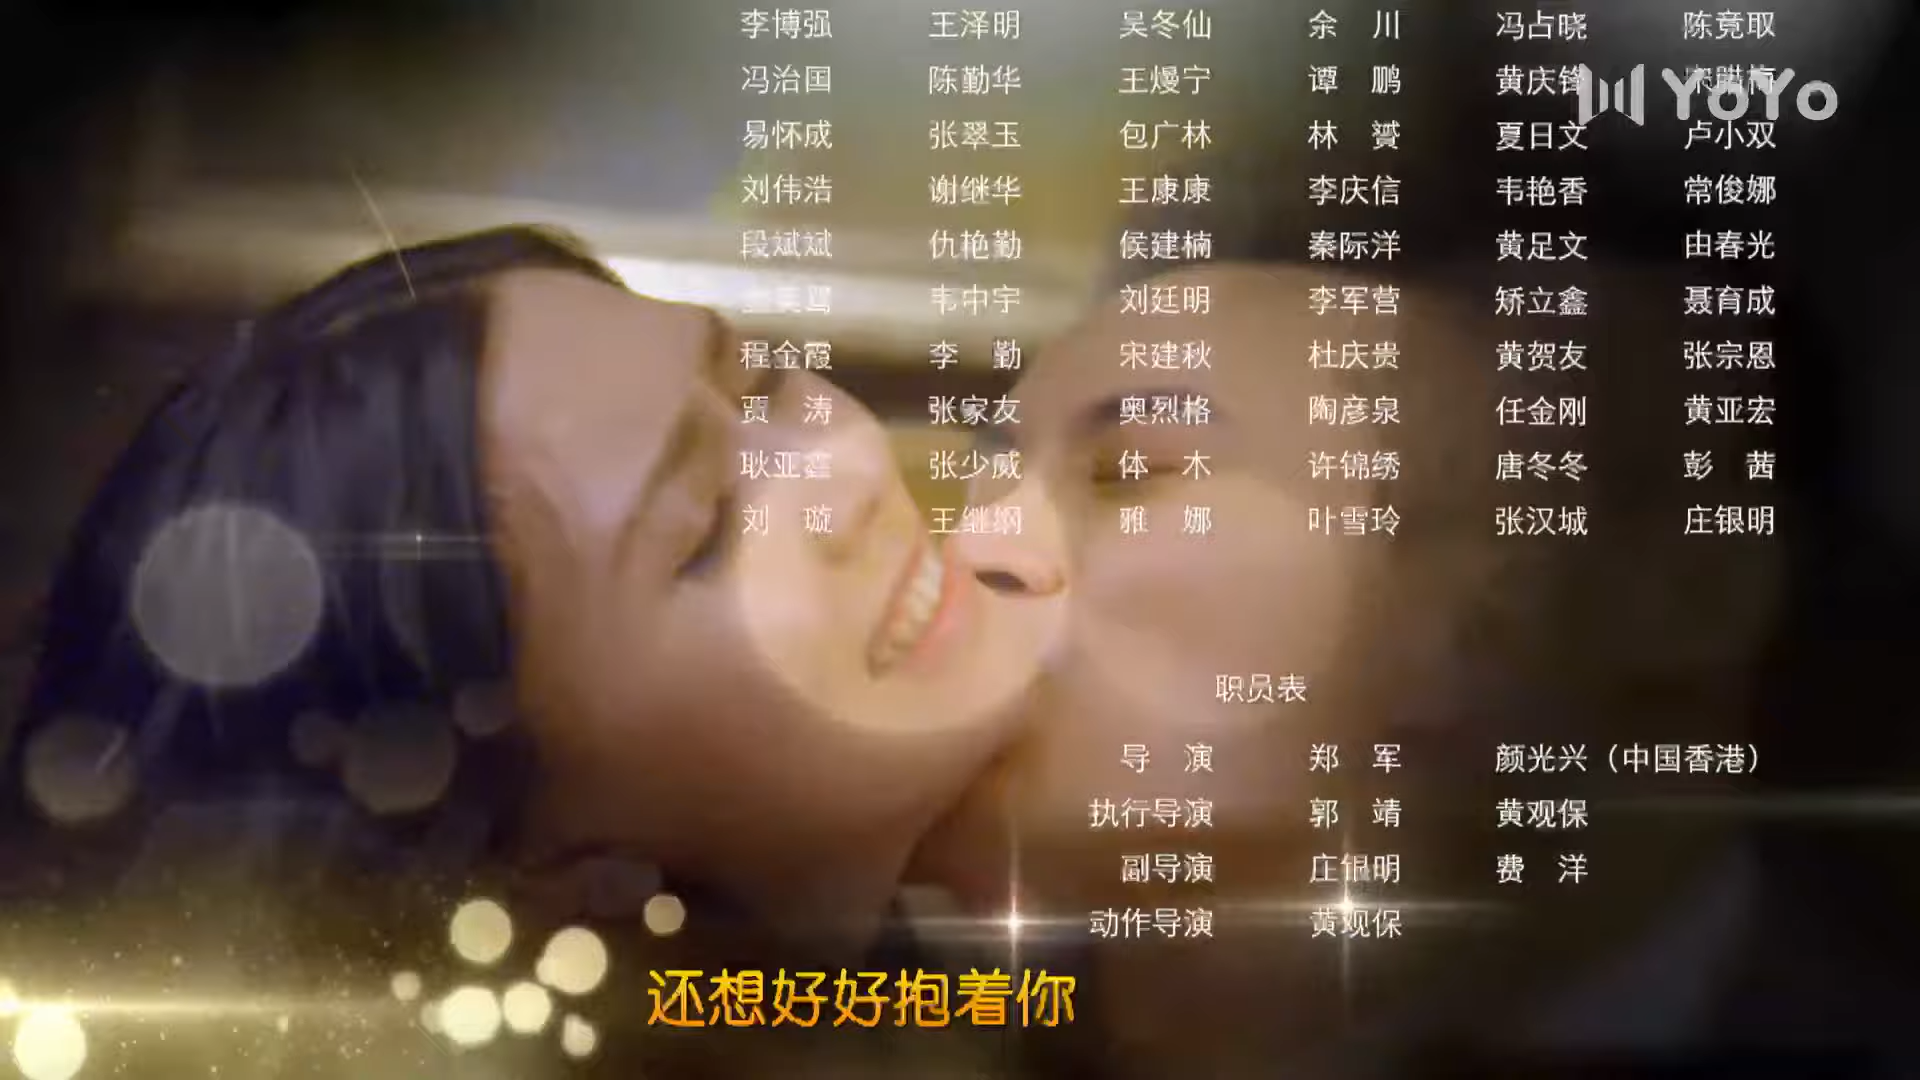 李博强 王泽明 吴冬仙 余 川 冯占晓 陈竟取
冯治国 陈勤华 王熳宁 谭 鹏 黄庆锋
YoYo
易怀成 张翠玉 包广林 林 赟 夏日文 卢小双
刘伟浩 谢继华 王康康 李庆信 韦艳香 常俊娜
段斌斌 仇艳勤 侯建楠 秦际洋 黄足文 由春光
韦中宇 刘廷明 李军营 矫立鑫 聂育成
程金霞 李 勤 宋建秋 杜庆贵 黄贺友 张宗恩
贾 涛 张家友 奥烈格 陶彦泉 任金刚 黄亚宏
耿亚鑫 张少威 体 木 许锦绣 唐冬冬 彭 茜
刘 璇 王继纲 雅 娜 叶雪玲 张汉城 庄银明
职员表
导 演 郑 军 颜光兴（中国香港）
执行导演 郭 靖 黄观保
副导演 庄银明 费 洋
动作导演 黄观保
还想好好抱着你